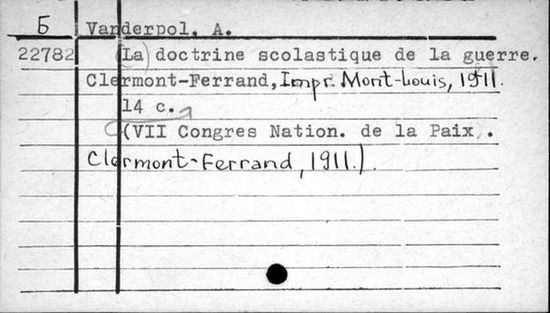 Б Vanderpol. A.
22782 (La) doctrine scolastique de la guerre.
Clermont-Ferrand, Impr. Mont-Louis, 1911.
14 c.
(VII Congres Nation. de la Paix.
Clermont-Ferrand, 1911.)